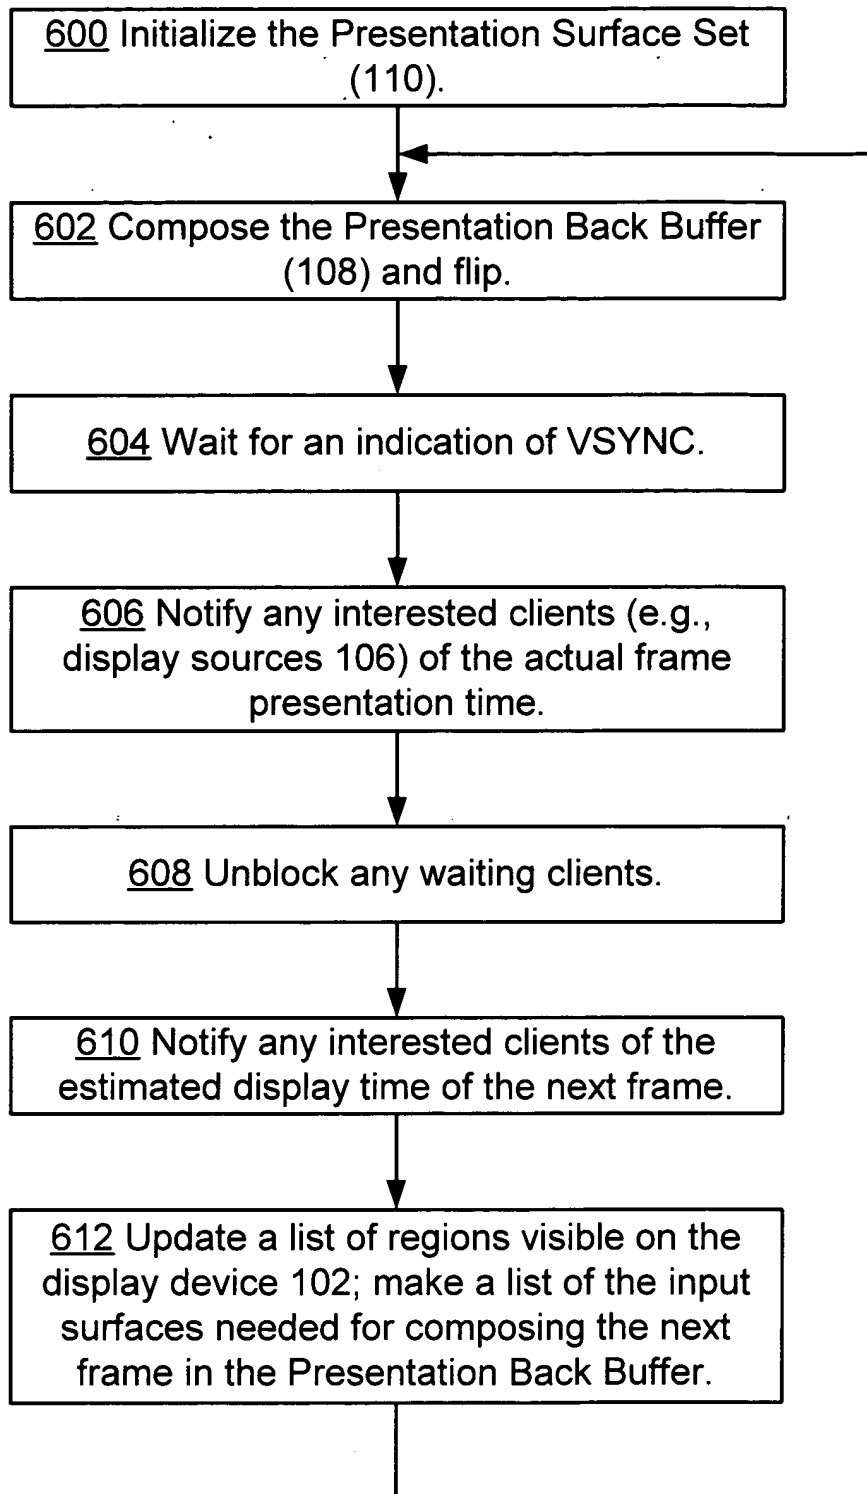 600 Initialize the Presentation Surface Set
(110).
602 Compose the Presentation Back Buffer
(108) and flip.
604 Wait for an indication of VSYNC.
606 Notify any interested clients (e.g.,
display sources 106) of the actual frame
presentation time.
608 Unblock any waiting clients.
610 Notify any interested clients of the
estimated display time of the next frame.
612 Update a list of regions visible on the
display device 102; make a list of the input
surfaces needed for composing the next
frame in the Presentation Back Buffer.